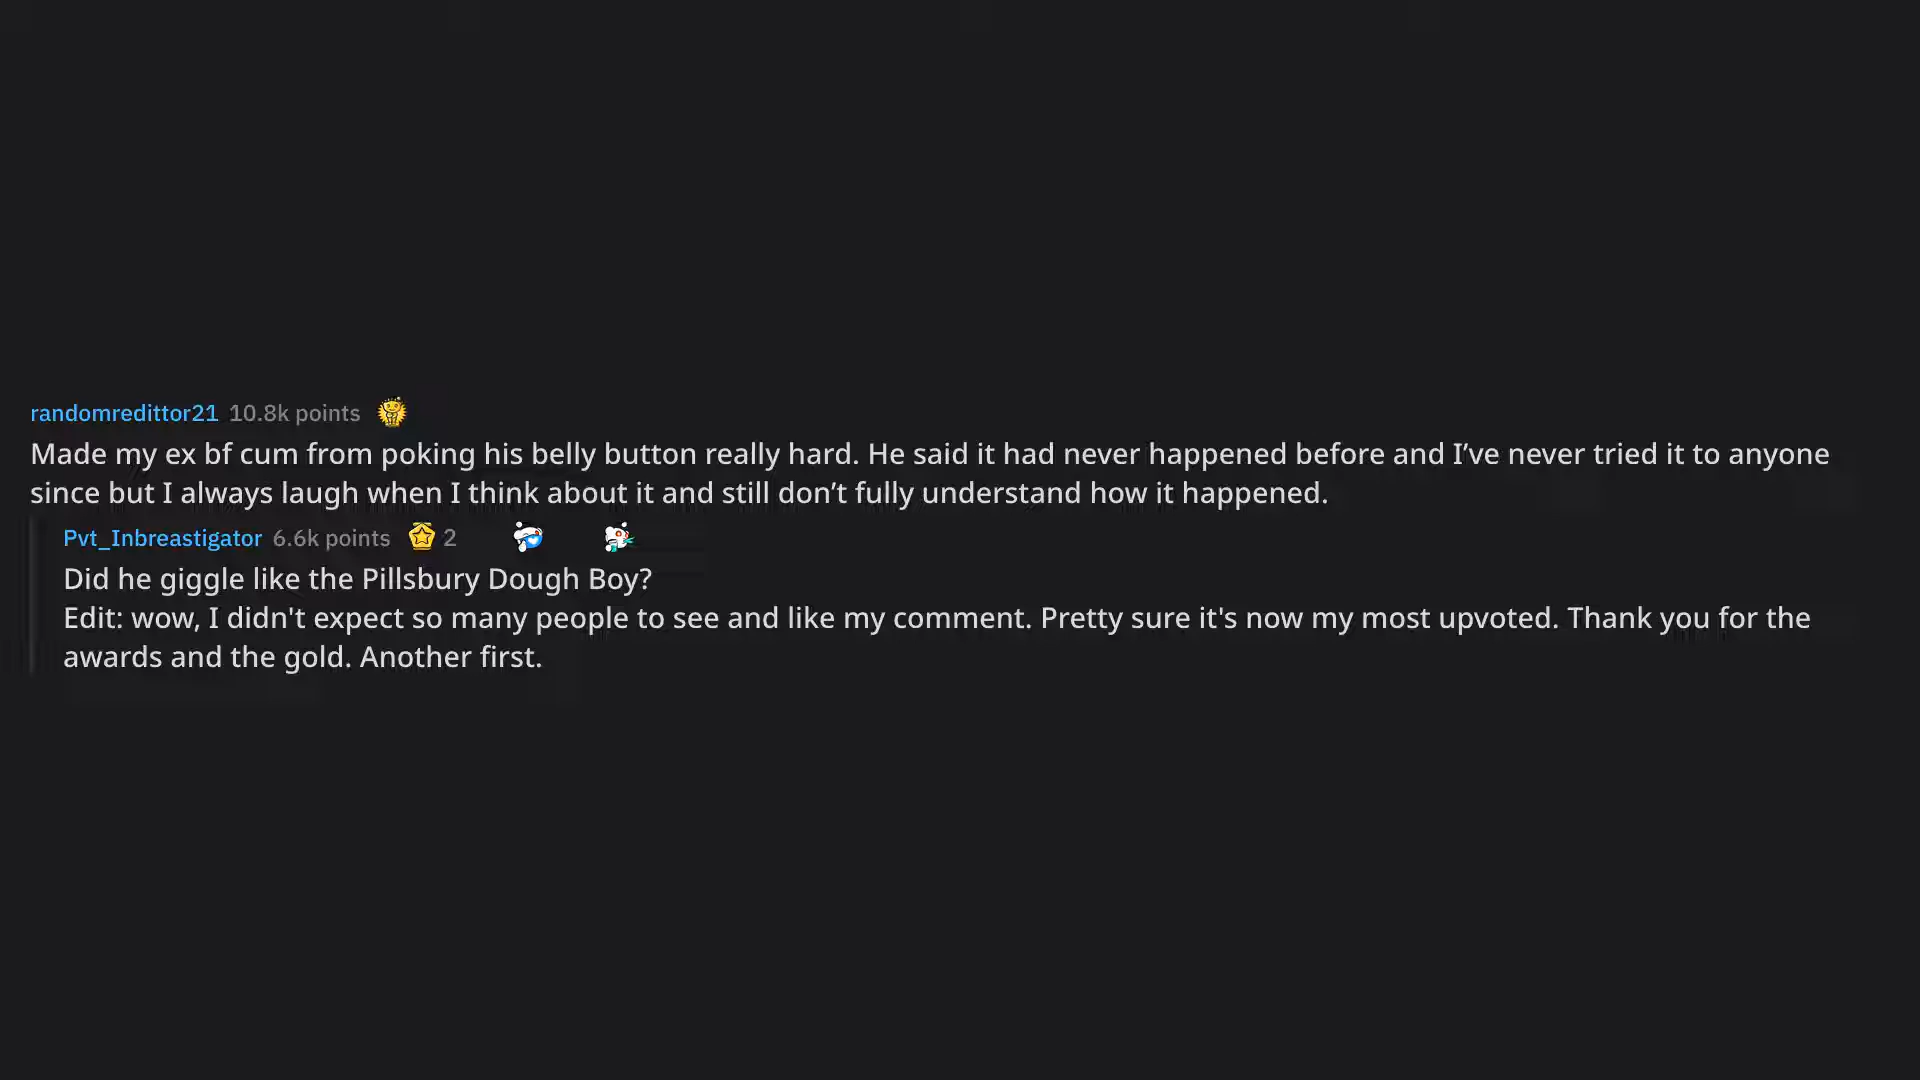 randomredittor21 10.8k points
Made my ex bf cum from poking his belly button really hard. He said it had never happened before and I’ve never tried it to anyone
since but I always laugh when I think about it and still don’t fully understand how it happened.
Pvt_Inbreastigator 6.6k points 2
Did he giggle like the Pillsbury Dough Boy?
Edit: wow, I didn't expect so many people to see and like my comment. Pretty sure it's now my most upvoted. Thank you for the
awards and the gold. Another first.